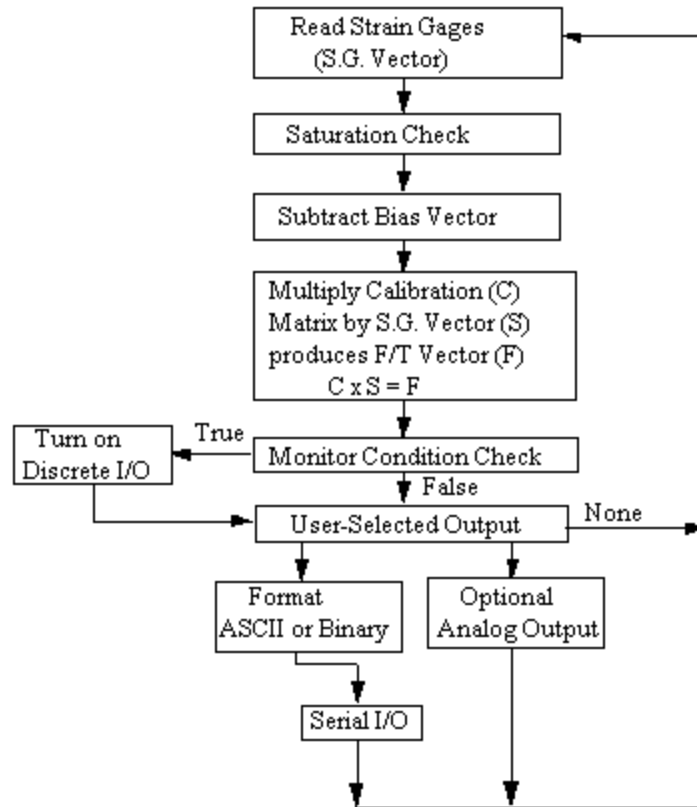 Read Strain Gages
(S.G. Vector)
Saturation Check
Subtract Bias Vector
Multiply Calibration (C)
Matrix by S.G. Vector (S)
produces F/T Vector (F)
C x S = F
True
Turn on
Discrete I/O
Monitor Condition Check
False
User-Selected Output
None
Format
ASCII or Binary
Optional
Analog Output
Serial I/O